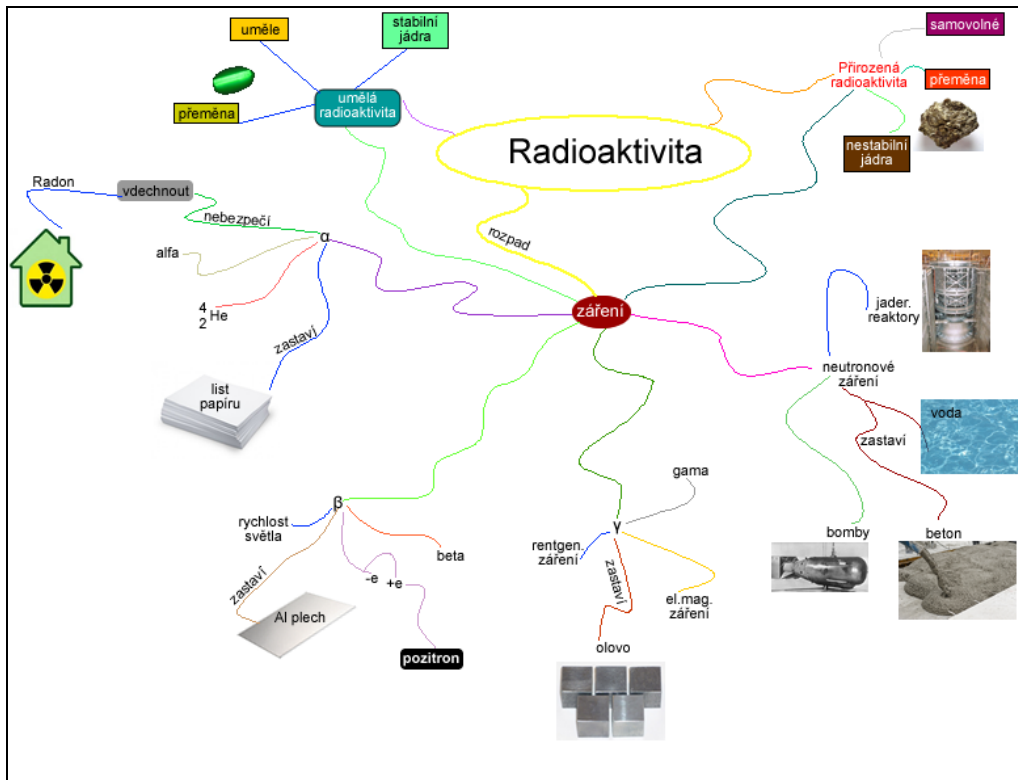 uměle
stabilní
jádra
přeměna
umělá
radioaktivita
Radioaktivita
samovolné
Přirozená
radioaktivita
přeměna
nestabilní
jádra
rozpad
záření
Radon
vdechnout
nebezpečí
α
alfa
4
2 He
zastaví
list
papíru
jader.
reaktory
neutronové
záření
voda
zastaví
bomby
beton
β
rychlost
světla
zastaví
Al plech
-e
+e
beta
pozitron
gama
γ
rentgen.
záření
zastaví
el.mag.
záření
olovo